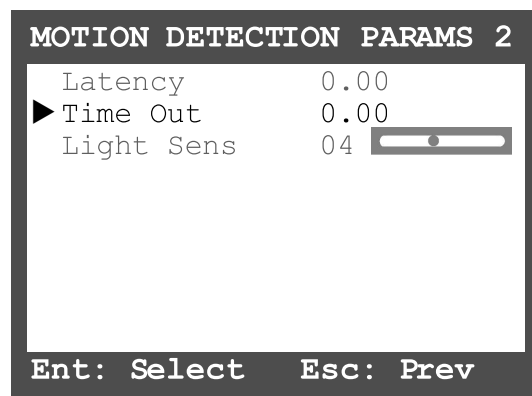 MOTION DETECTION PARAMS 2
Latency 0.00
Time Out 0.00
Light Sens 04
Ent: Select Esc: Prev